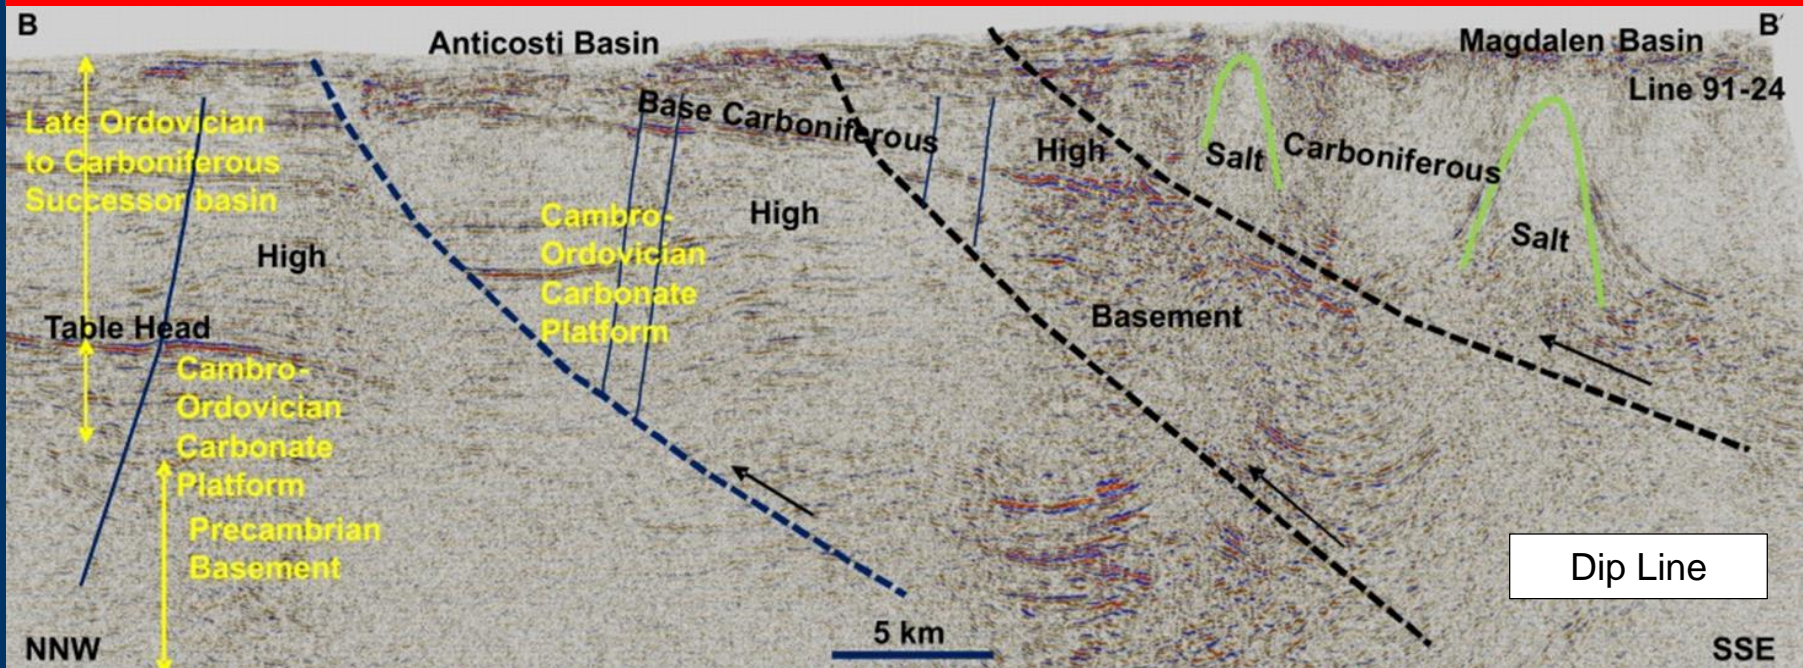 B
B'
Anticosti Basin
Magdalen Basin
Line 91-24
Base Carboniferous
Late Ordovician
to Carboniferous
Successor basin
High
Salt
Carboniferous
Cambro-
Ordovician
Carbonate
Platform
High
High
Salt
Table Head
Basement
Cambro-
Ordovician
Carbonate
Platform
Precambrian
Basement
Dip Line
5 km
NNW
SSE